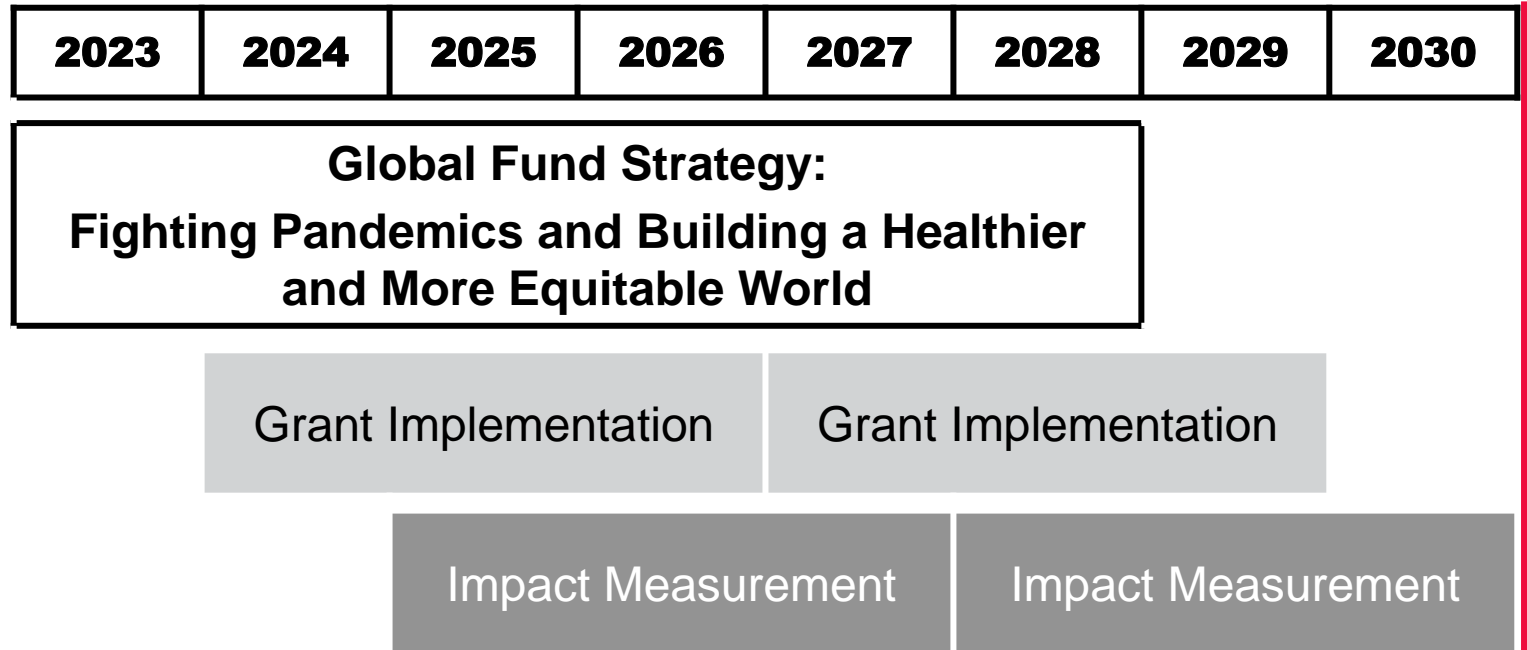 2023 2024 2025 2026 2027 2028 2029 2030
Global Fund Strategy:
Fighting Pandemics and Building a Healthier
and More Equitable World
Grant Implementation Grant Implementation
Impact Measurement Impact Measurement